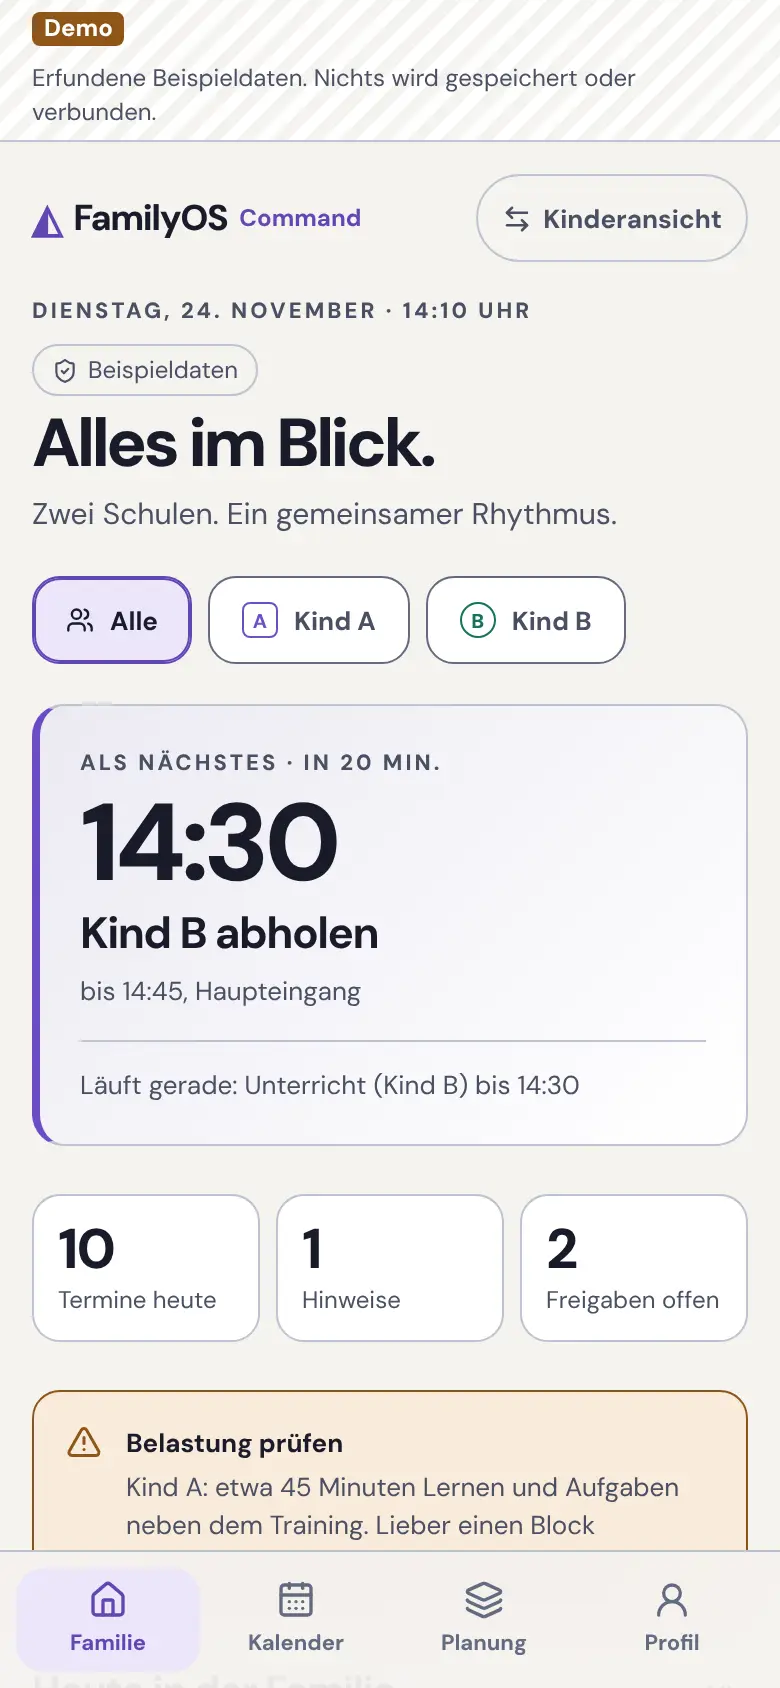 Demo
Erfundene Beispieldaten. Nichts wird gespeichert oder
verbunden.
FamilyOS Command
Kinderansicht
DIENSTAG, 24. NOVEMBER · 14:10 UHR
Beispieldaten
Alles im Blick.
Zwei Schulen. Ein gemeinsamer Rhythmus.
Alle
A Kind A
B Kind B
ALS NÄCHSTES · IN 20 MIN.
14:30
Kind B abholen
bis 14:45, Haupteingang
Läuft gerade: Unterricht (Kind B) bis 14:30
10
Termine heute
1
Hinweise
2
Freigaben offen
Belastung prüfen
Kind A: etwa 45 Minuten Lernen und Aufgaben
neben dem Training. Lieber einen Block
Familie
Kalender
Planung
Profil
Heute in der Familie